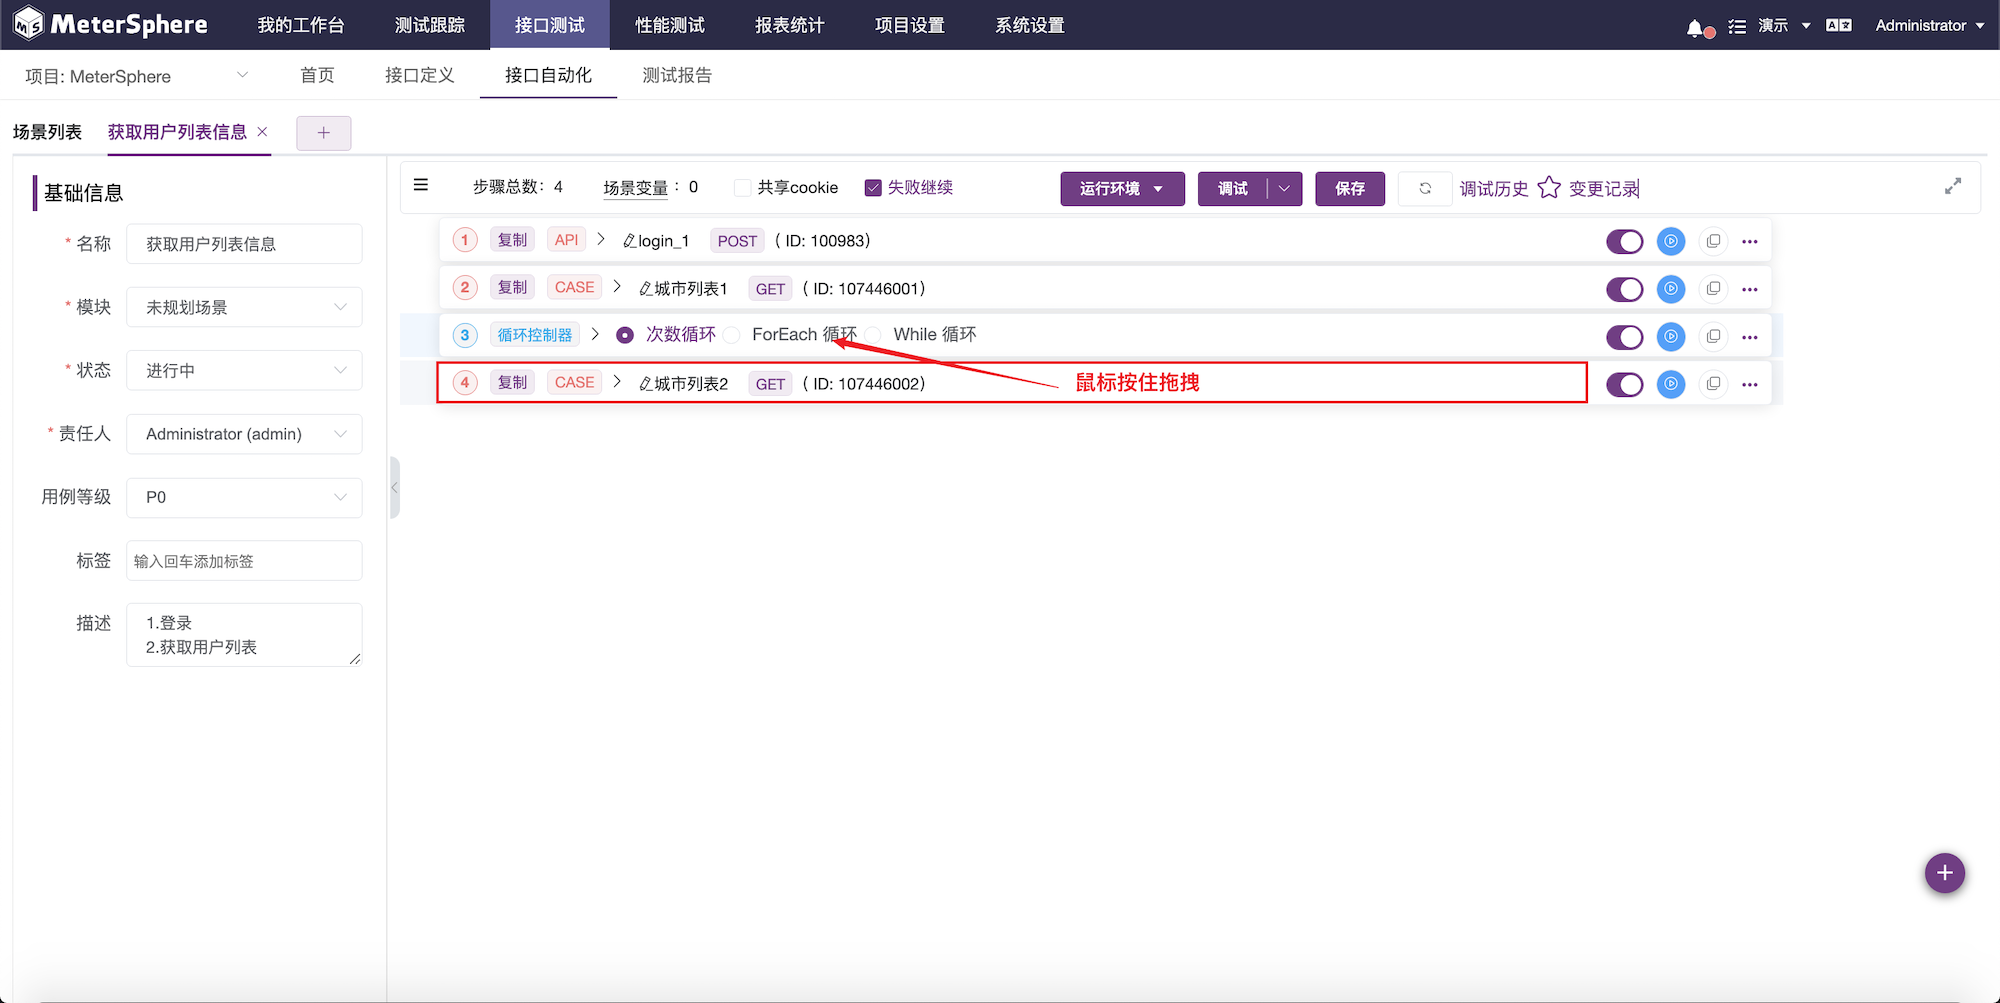 MeterSphere 我的工作台 测试跟踪 接口测试 性能测试 报表统计 项目设置 系统设置 演示 Administrator
项目: MeterSphere 首页 接口定义 接口自动化 测试报告
场景列表 获取用户列表信息
基础信息
* 名称 获取用户列表信息
* 模块 未规划场景
* 状态 进行中
* 责任人 Administrator (admin)
用例等级 P0
标签 输入回车添加标签
描述 1.登录
2.获取用户列表
步骤总数: 4 场景变量 : 0 共享cookie 失败继续 运行环境 调试 保存 调试历史 变更记录
1 复制 API login_1 POST ( ID: 100983)
2 复制 CASE 城市列表1 GET ( ID: 107446001)
3 循环控制器 次数循环 ForEach 循环 While 循环
4 复制 CASE 城市列表2 GET ( ID: 107446002) 鼠标按住拖拽